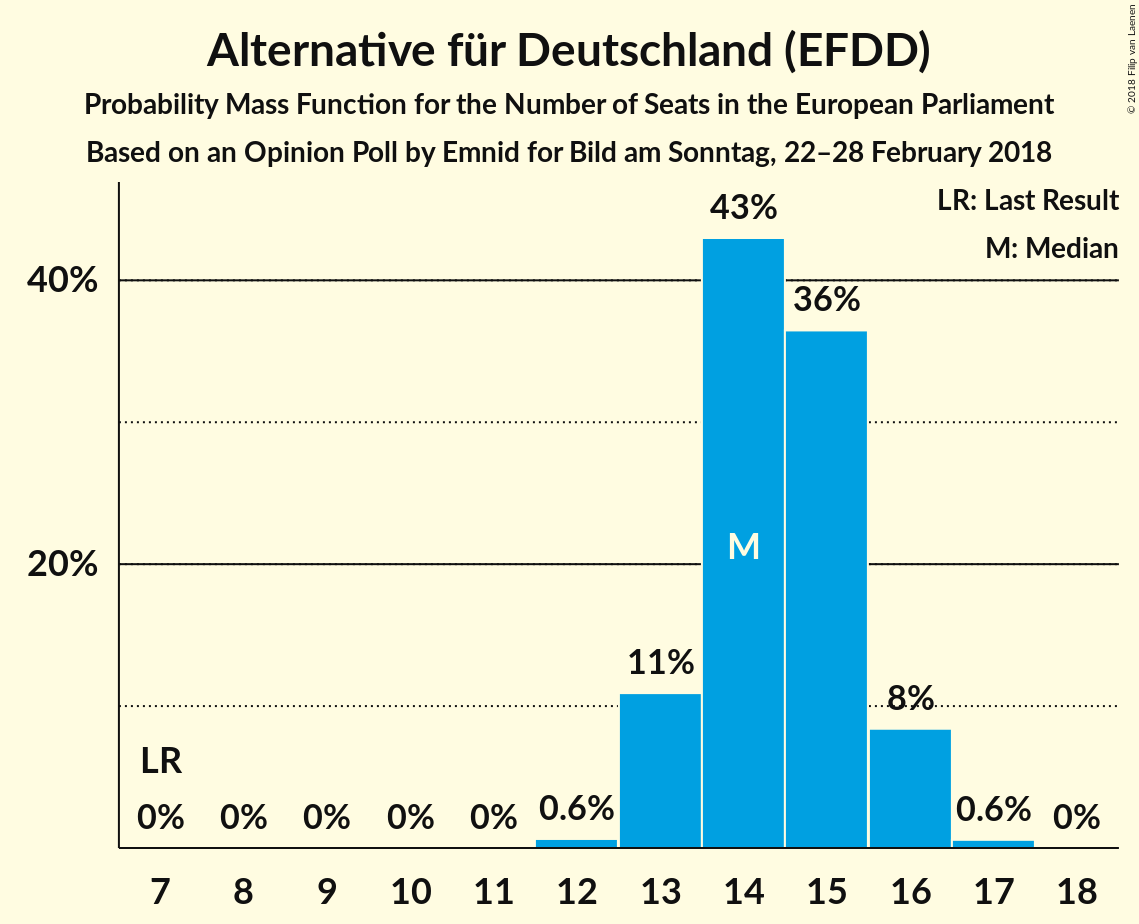 Alternative für Deutschland (EFDD)
Probability Mass Function for the Number of Seats in the European Parliament
Based on an Opinion Poll by Emnid for Bild am Sonntag, 22–28 February 2018
© 2018 Filip van Laenen
LR: Last Result
M: Median
43%
40%
36%
M
20%
11%
8%
LR
0% 0% 0% 0% 0% 0.6% 0.6% 0%
7 8 9 10 11 12 13 14 15 16 17 18